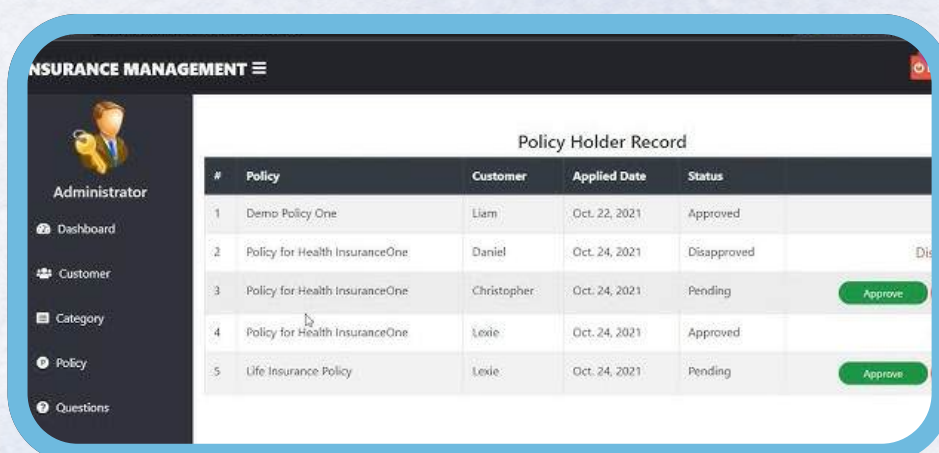 NSURANCE MANAGEMENT
Administrator
Dashboard
Customer
Category
Policy
Questions
Policy Holder Record
# Policy Customer Applied Date Status
1 Demo Policy One Liam Oct. 22, 2021 Approved
2 Policy for Health InsuranceOne Daniel Oct. 24, 2021 Disapproved Dis
3 Policy for Health InsuranceOne Christopher Oct. 24, 2021 Pending Approve
4 Policy for Health InsuranceOne Lexie Oct. 24, 2021 Approved
5 Life Insurance Policy Lexie Oct. 24, 2021 Pending Approve